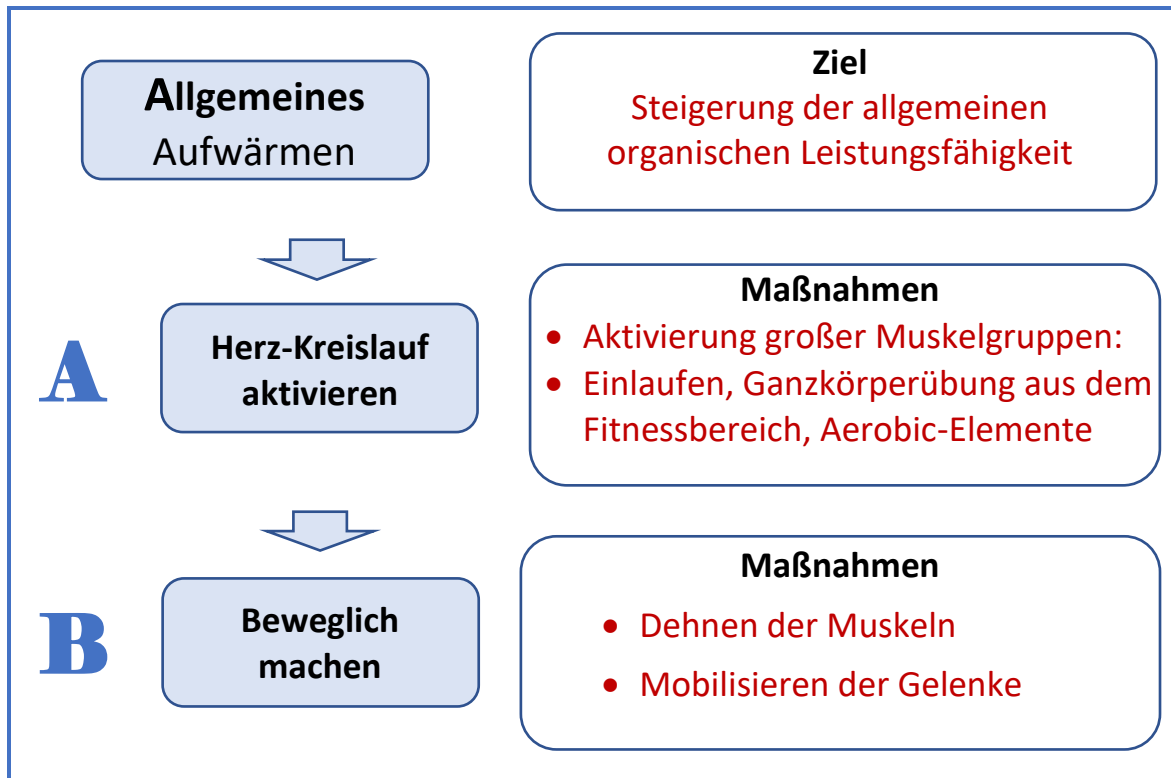 Allgemeines
Aufwärmen
Ziel
Steigerung der allgemeinen
organischen Leistungsfähigkeit
A
Herz-Kreislauf
aktivieren
Maßnahmen
• Aktivierung großer Muskelgruppen:
• Einlaufen, Ganzkörperübung aus dem
Fitnessbereich, Aerobic-Elemente
B
Beweglich
machen
Maßnahmen
• Dehnen der Muskeln
• Mobilisieren der Gelenke